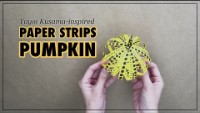 Yayoi Kusama-inspired
PAPER STRIPS
PUMPKIN